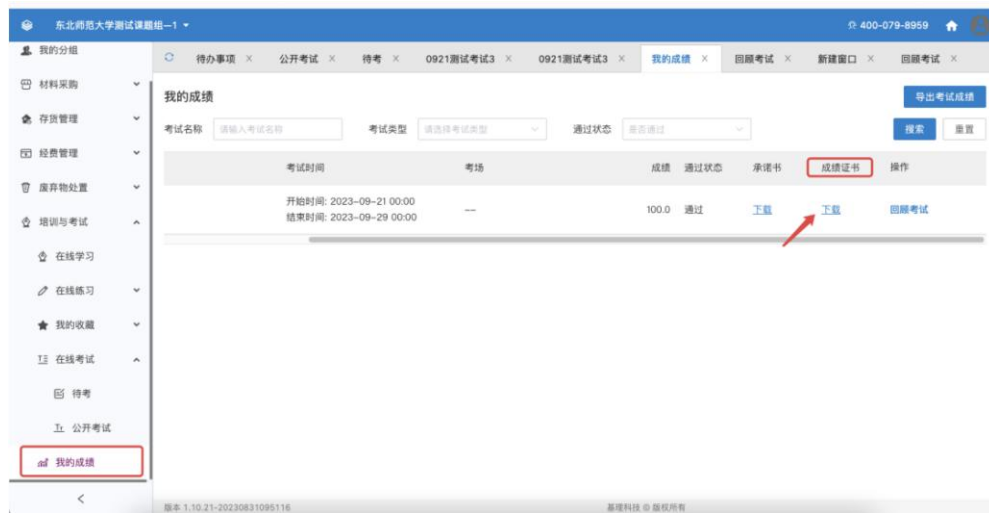 东北师范大学测试课题组—1
400-079-8959
我的分组
材料采购
存货管理
经费管理
废弃物处置
培训与考试
在线学习
在线练习
我的收藏
在线考试
待考
公开考试
我的成绩
待办事项 ×
公开考试 ×
待考 ×
0921测试考试3 ×
0921测试考试3 ×
我的成绩 ×
回顾考试 ×
新建窗口 ×
回顾考试 ×
我的成绩
导出考试成绩
考试名称 请输入考试名称 考试类型 请选择考试类型 通过状态 是否通过 搜索 重置
考试时间 考场 成绩 通过状态 承诺书 成绩证书 操作
开始时间: 2023-09-21 00:00
结束时间: 2023-09-29 00:00
—— 100.0 通过 下载 下载 回顾考试
版本 1.10.21-20230831095116 基理科技 © 版权所有